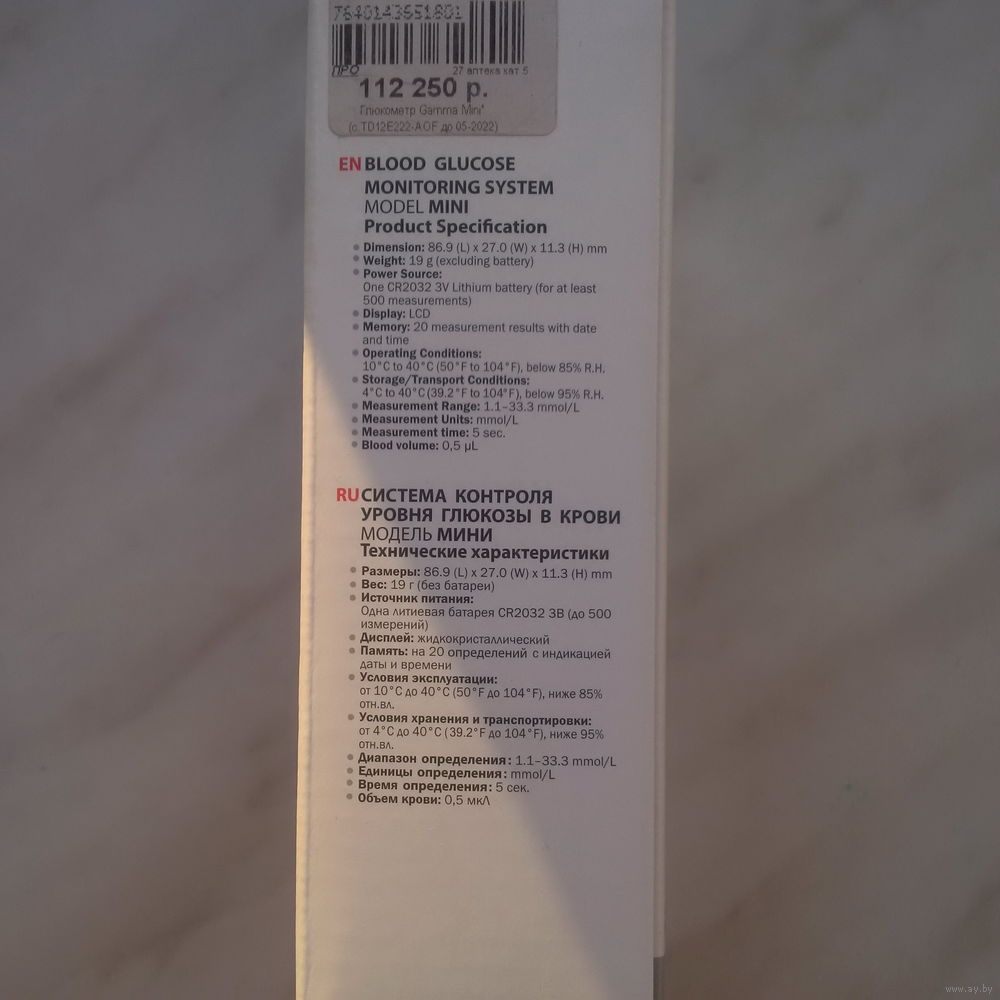 7640143651801
ПРО 27 аптека кат 5
112 250 р.
Глюкометр Gamma Mini*
(с.TD12E222-AOF до 05-2022)
EN BLOOD GLUCOSE
MONITORING SYSTEM
MODEL MINI
Product Specification
• Dimension: 86.9 (L) x 27.0 (W) x 11.3 (H) mm
• Weight: 19 g (excluding battery)
• Power Source:
One CR2032 3V Lithium battery (for at least
500 measurements)
• Display: LCD
• Memory: 20 measurement results with date
and time
• Operating Conditions:
10°C to 40°C (50°F to 104°F), below 85% R.H.
• Storage/Transport Conditions:
4°C to 40°C (39.2°F to 104°F), below 95% R.H.
• Measurement Range: 1.1–33.3 mmol/L
• Measurement Units: mmol/L
• Measurement time: 5 sec.
• Blood volume: 0,5 µL
RU СИСТЕМА КОНТРОЛЯ
УРОВНЯ ГЛЮКОЗЫ В КРОВИ
МОДЕЛЬ МИНИ
Технические характеристики
• Размеры: 86.9 (L) x 27.0 (W) x 11.3 (H) mm
• Вес: 19 г (без батареи)
• Источник питания:
Одна литиевая батарея CR2032 3В (до 500
измерений)
• Дисплей: жидкокристаллический
• Память: на 20 определений с индикацией
даты и времени
• Условия эксплуатации:
от 10°C до 40°C (50°F до 104°F), ниже 85%
отн.вл.
• Условия хранения и транспортировки:
от 4°C до 40°C (39.2°F до 104°F), ниже 95%
отн.вл.
• Диапазон определения: 1.1–33.3 mmol/L
• Единицы определения: mmol/L
• Время определения: 5 сек.
• Объем крови: 0,5 мкл
www.ay.by